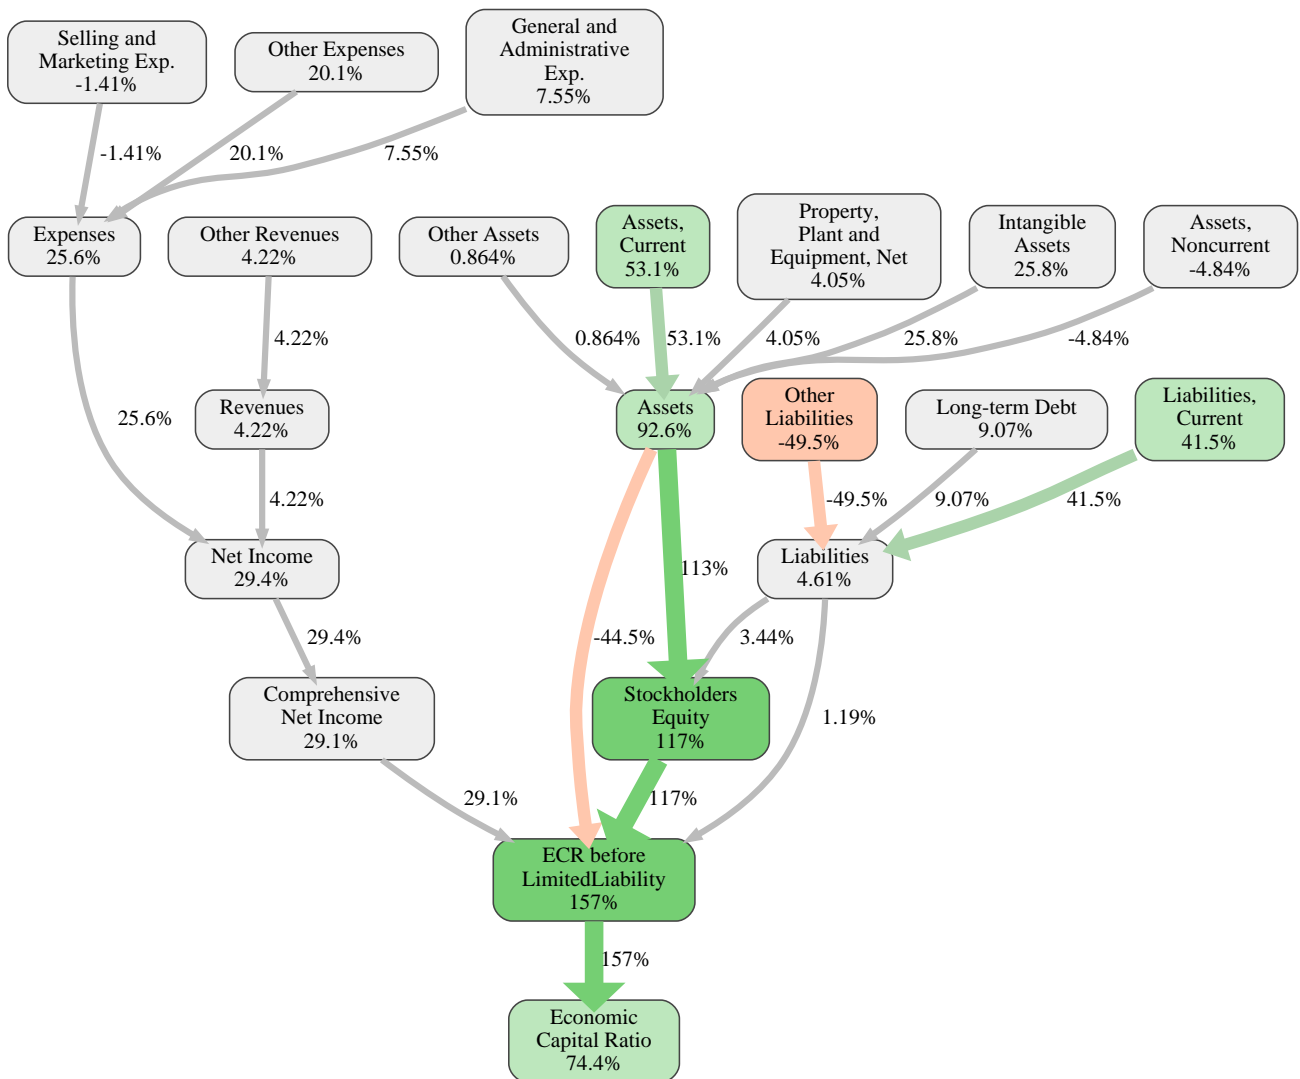 Selling and
Marketing Exp.
-1.41%
Other Expenses
20.1%
General and
Administrative
Exp.
7.55%
-1.41%
20.1%
7.55%
Expenses
25.6%
Other Revenues
4.22%
Other Assets
0.864%
Assets,
Current
53.1%
Property,
Plant and
Equipment, Net
4.05%
Intangible
Assets
25.8%
Assets,
Noncurrent
-4.84%
4.22%
0.864%
53.1%
4.05%
25.8%
-4.84%
25.6%
Revenues
4.22%
Assets
92.6%
Other
Liabilities
-49.5%
Long-term Debt
9.07%
Liabilities,
Current
41.5%
4.22%
-49.5%
9.07%
41.5%
Net Income
29.4%
113%
Liabilities
4.61%
29.4%
-44.5%
3.44%
Comprehensive
Net Income
29.1%
Stockholders
Equity
117%
1.19%
29.1%
117%
ECR before
LimitedLiability
157%
157%
Economic
Capital Ratio
74.4%